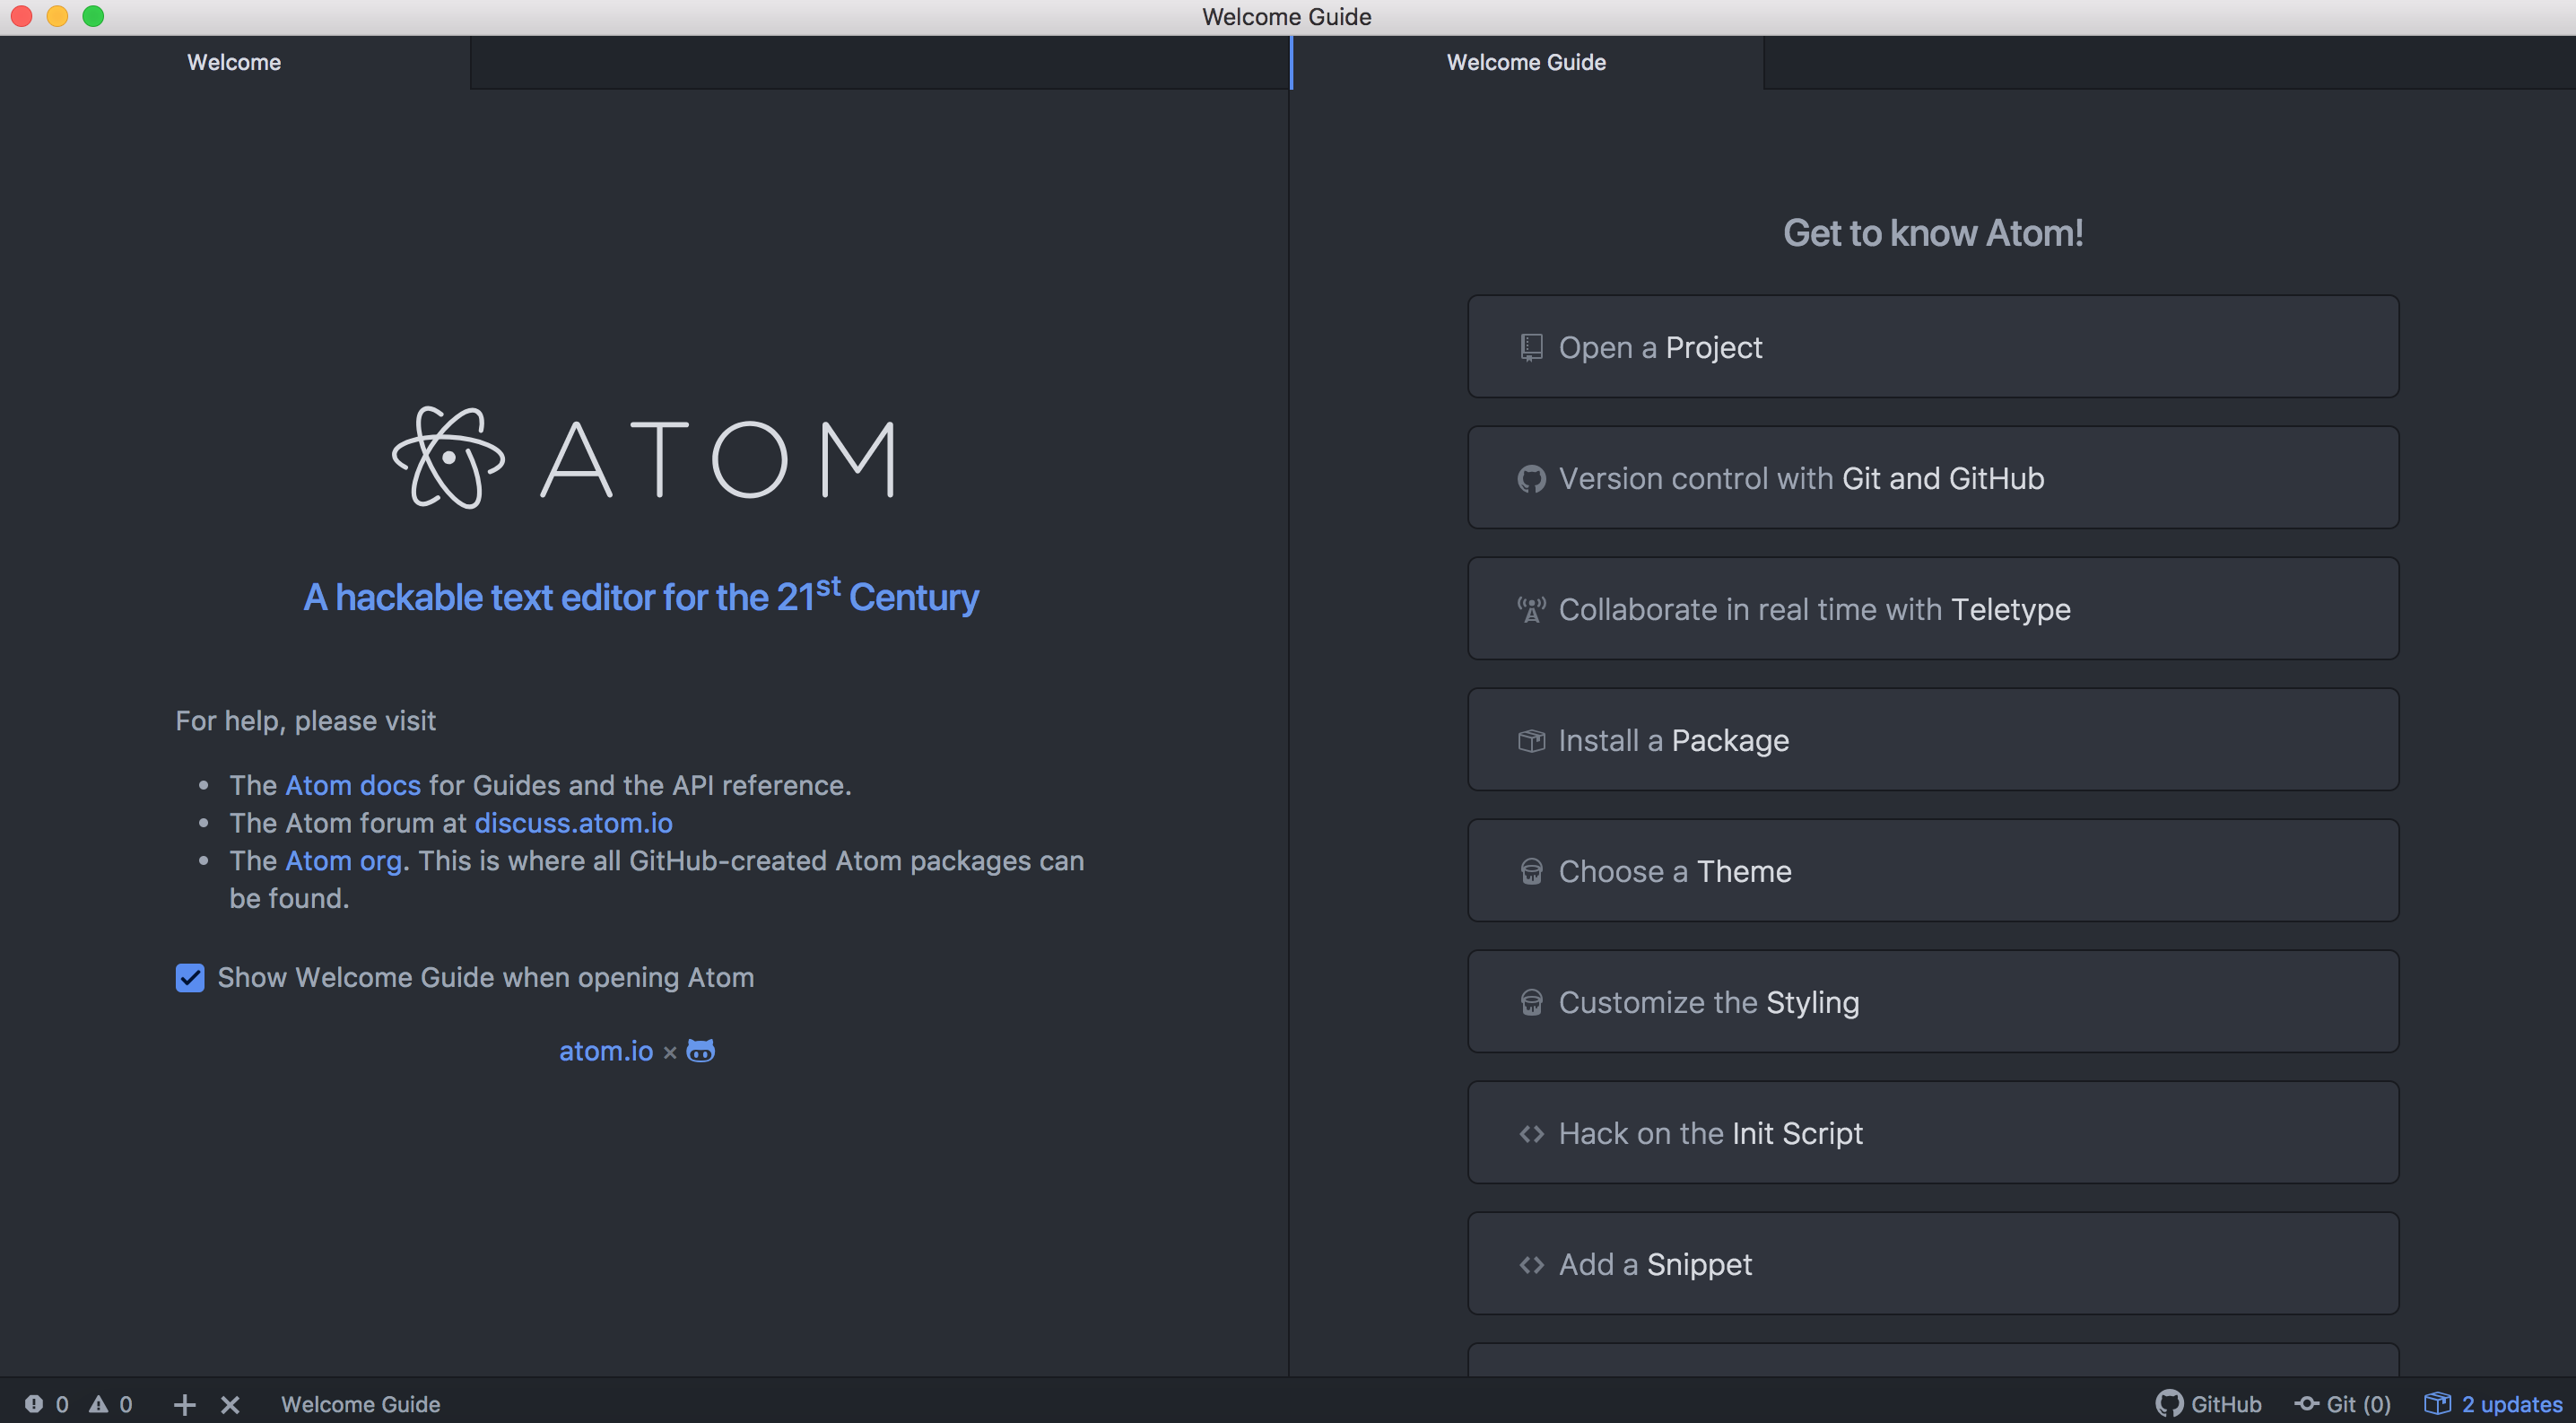 Welcome Guide
Welcome
Welcome Guide
ATOM
A hackable text editor for the 21st Century
For help, please visit
• The Atom docs for Guides and the API reference.
• The Atom forum at discuss.atom.io
• The Atom org. This is where all GitHub-created Atom packages can
be found.
Show Welcome Guide when opening Atom
atom.io ×
Get to know Atom!
Open a Project
Version control with Git and GitHub
Collaborate in real time with Teletype
Install a Package
Choose a Theme
Customize the Styling
Hack on the Init Script
Add a Snippet
0 0 Welcome Guide
GitHub Git (0) 2 updates